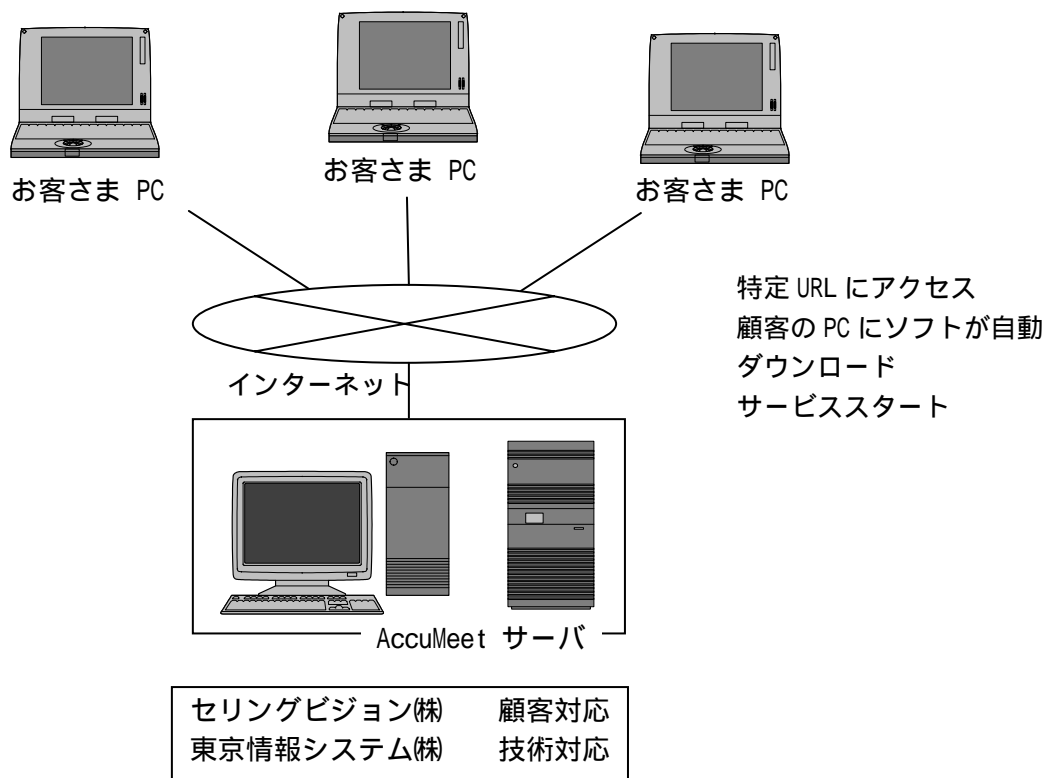 お客さま PC
お客さま PC
お客さま PC
特定 URL にアクセス
顧客の PC にソフトが自動
ダウンロード
サービススタート
インターネット
AccuMeet サーバ
セリングビジョン㈱ 顧客対応
東京情報システム㈱ 技術対応